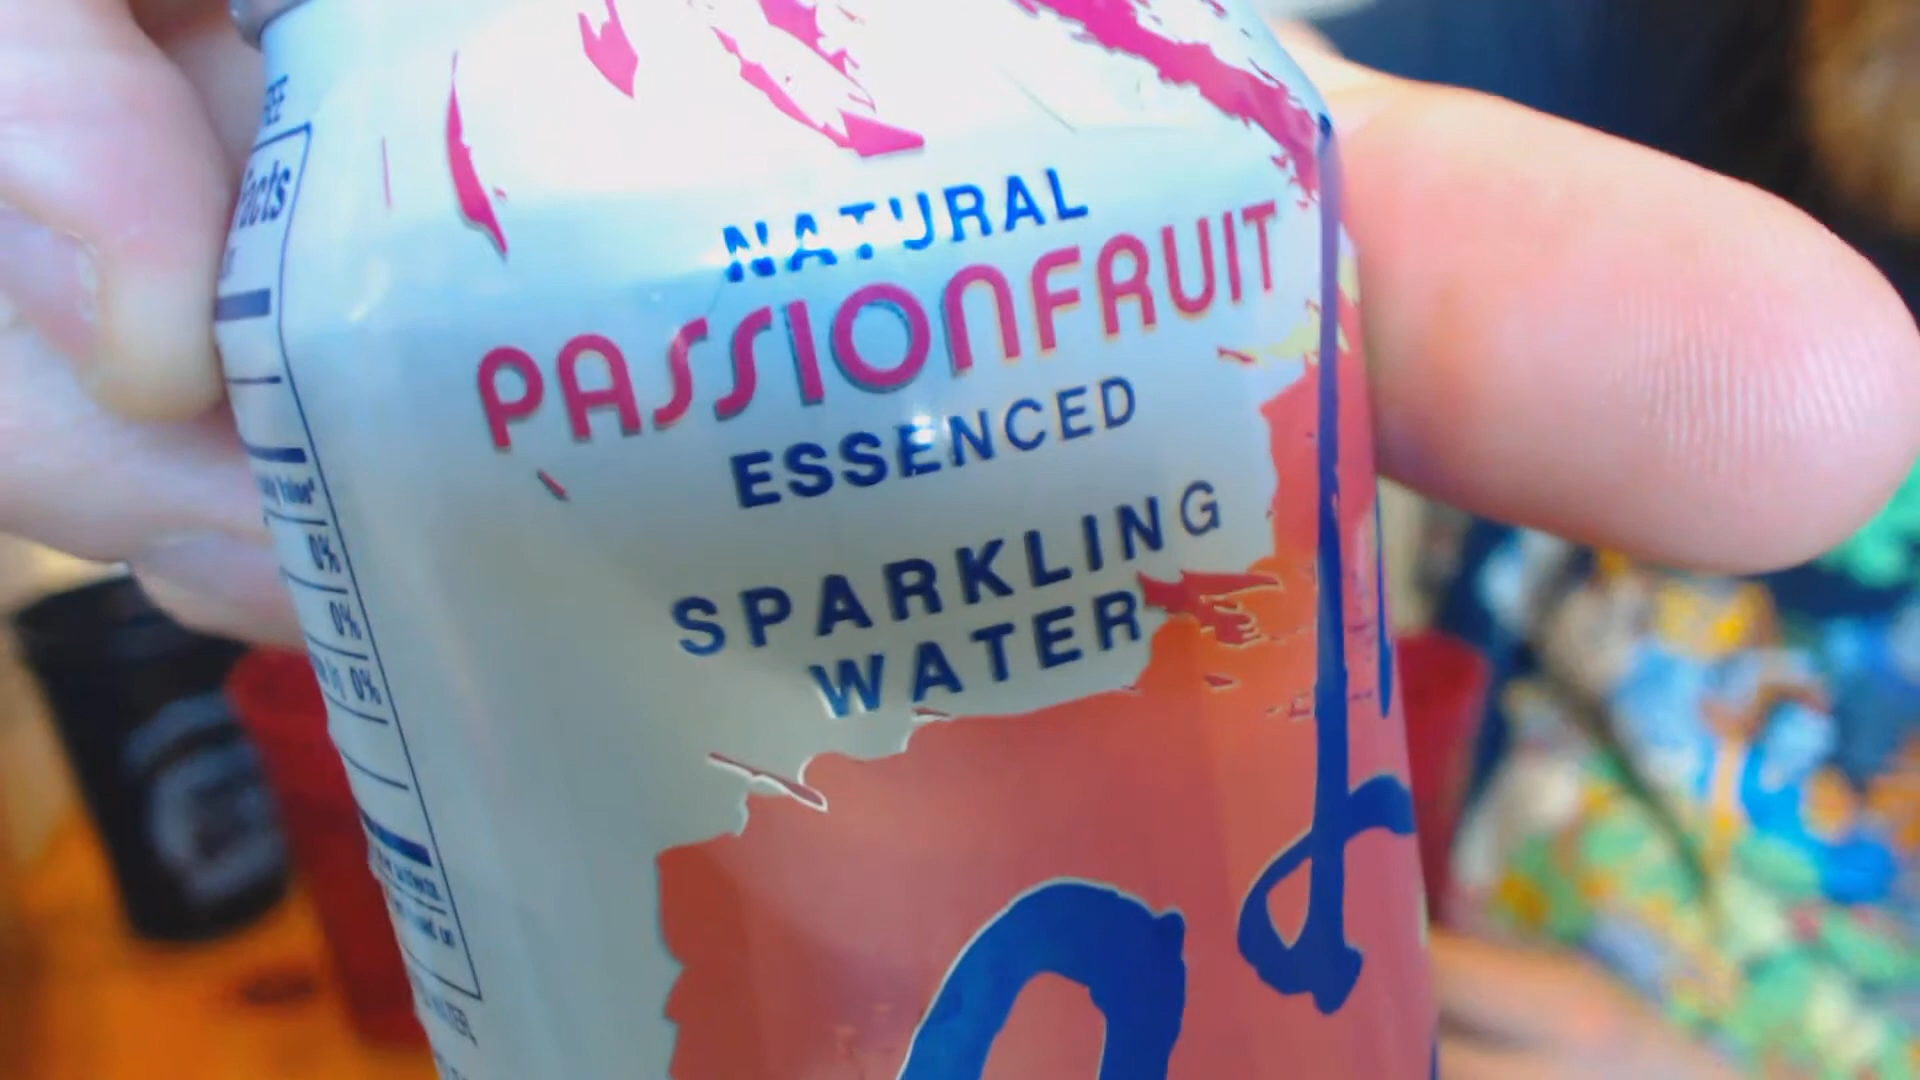 NATURAL
PASSIONFRUIT
ESSENCED
SPARKLING
WATER
Facts
0%
0%
0%